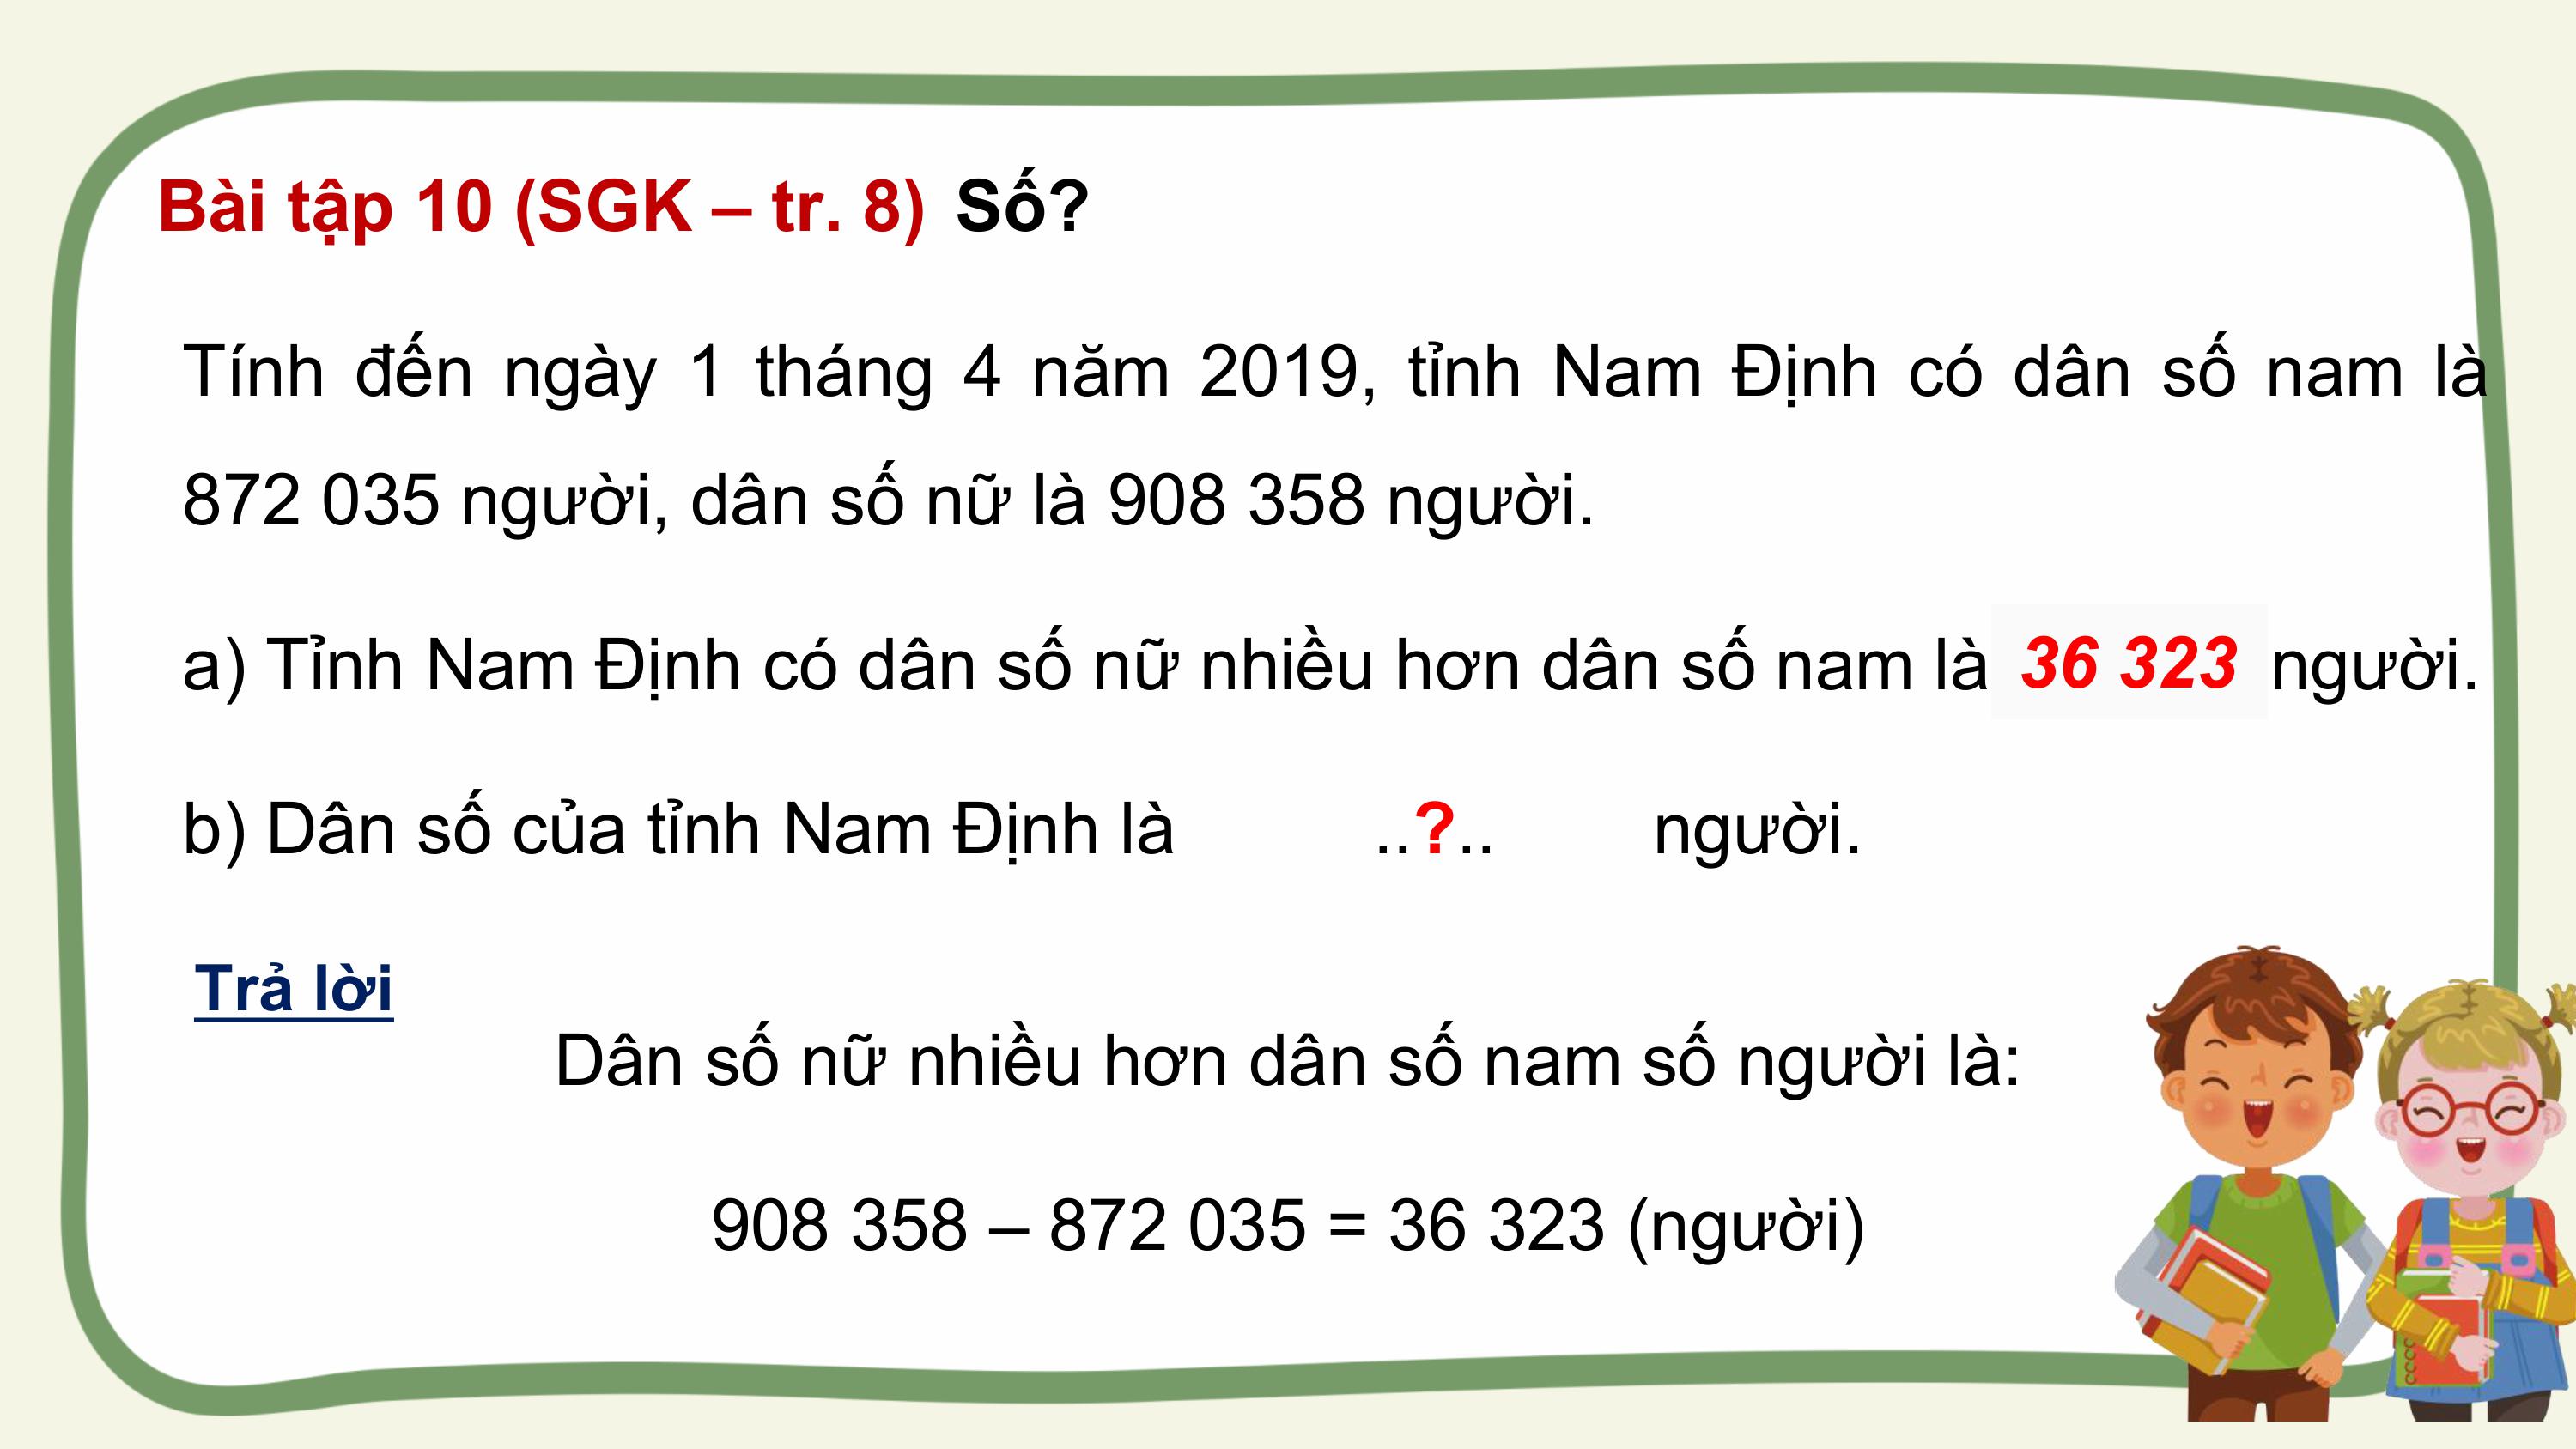 Bài tập 10 (SGK – tr. 8) Số?
Tính đến ngày 1 tháng 4 năm 2019, tỉnh Nam Định có dân số nam là
872 035 người, dân số nữ là 908 358 người.
a) Tỉnh Nam Định có dân số nữ nhiều hơn dân số nam là 36 323 người.
b) Dân số của tỉnh Nam Định là ..?.. người.
Trả lời
Dân số nữ nhiều hơn dân số nam số người là:
908 358 – 872 035 = 36 323 (người)